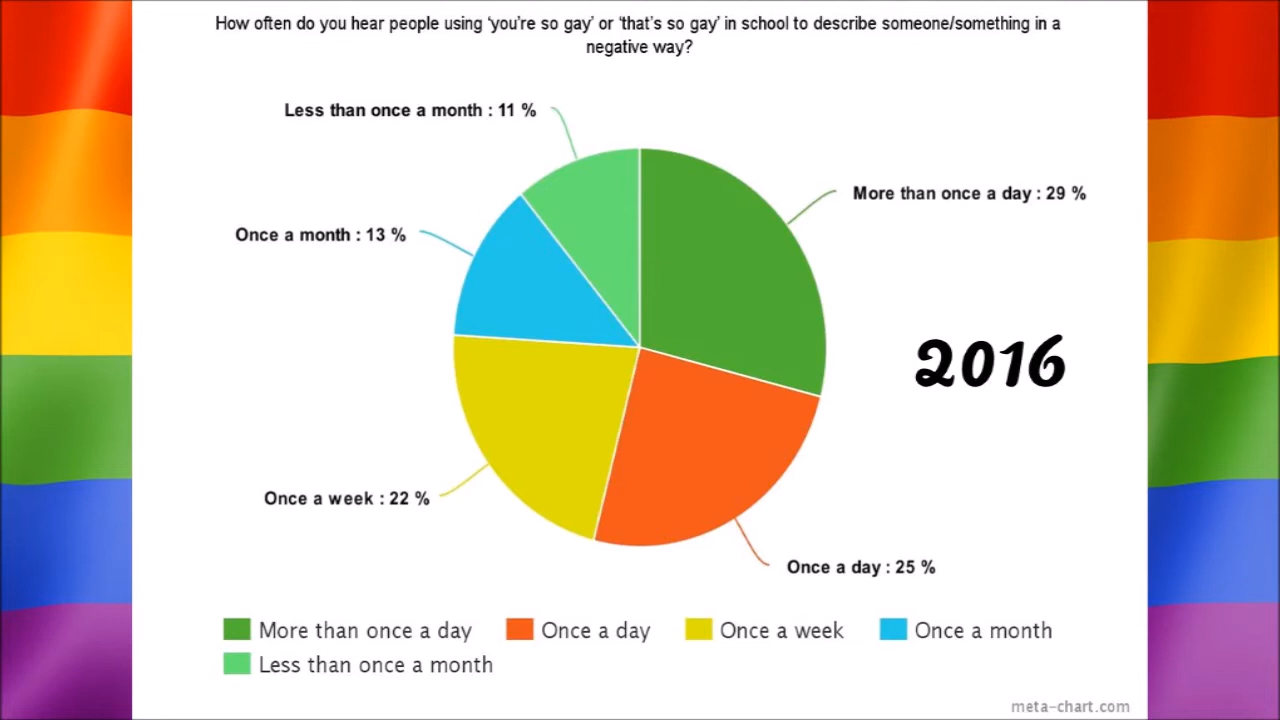 How often do you hear people using ‘you’re so gay’ or ‘that’s so gay’ in school to describe someone/something in a
negative way?
Less than once a month : 11 %
More than once a day : 29 %
Once a month : 13 %
2016
Once a week : 22 %
Once a day : 25 %
More than once a day Once a day Once a week Once a month
Less than once a month
meta-chart.com